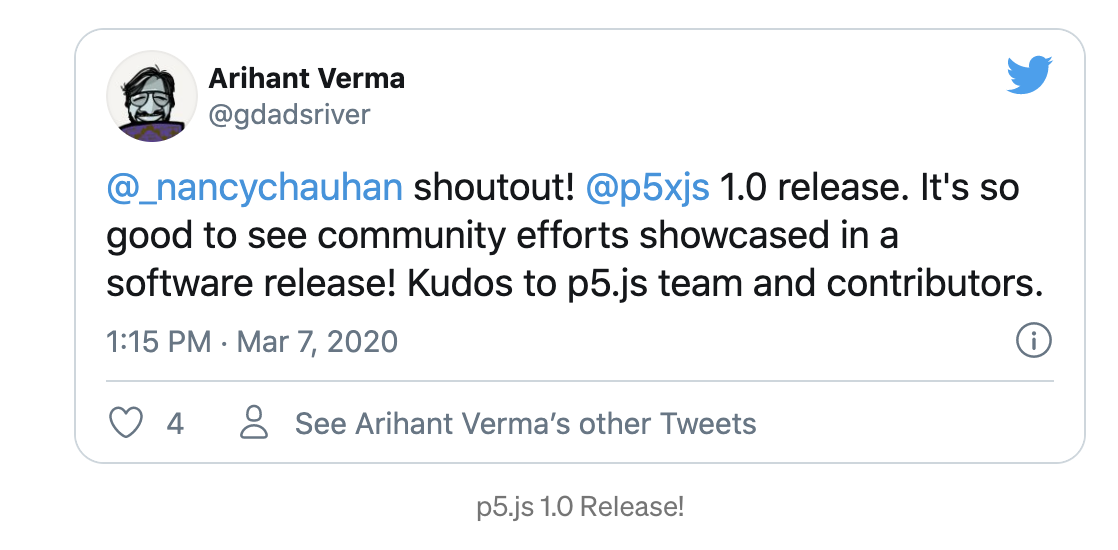 Arihant Verma
@gdadsriver
@_nancychauhan shoutout! @p5xjs 1.0 release. It's so
good to see community efforts showcased in a
software release! Kudos to p5.js team and contributors.
1:15 PM · Mar 7, 2020
4 See Arihant Verma’s other Tweets
p5.js 1.0 Release!